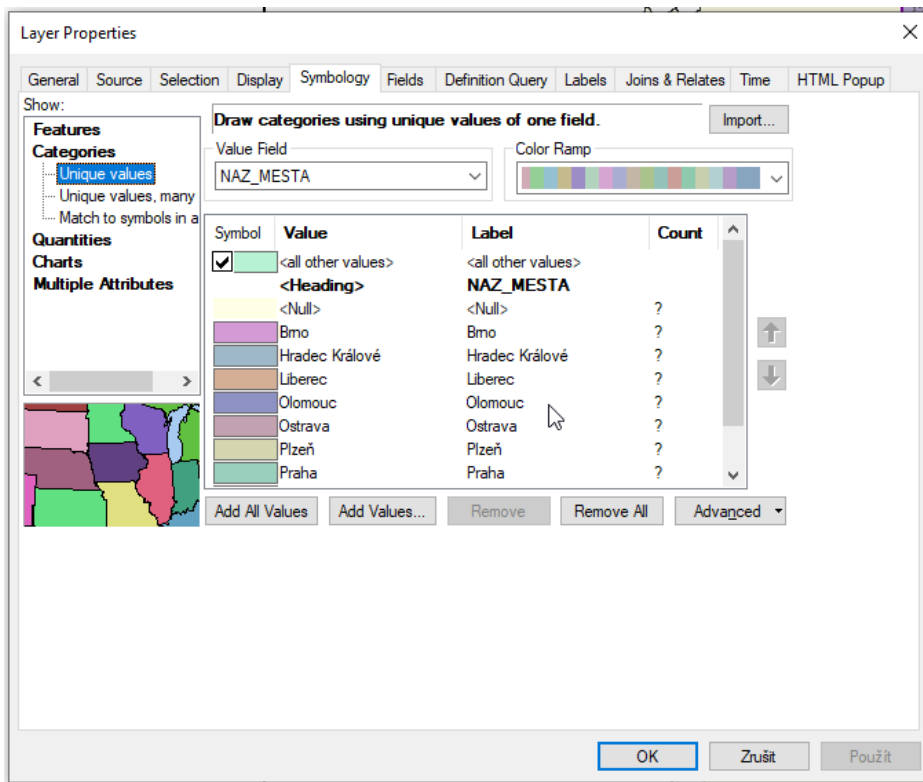 Layer Properties
General Source Selection Display Symbology Fields Definition Query Labels Joins & Relates Time HTML Popup
Show:
Features
Categories
Unique values
Unique values, many
Match to symbols in a
Quantities
Charts
Multiple Attributes
Draw categories using unique values of one field.
Import...
Value Field
NAZ_MESTA
Color Ramp
Symbol Value Label Count
<all other values> <all other values>
<Heading> NAZ_MESTA
<Null> <Null> ?
Brno Brno ?
Hradec Králové Hradec Králové ?
Liberec Liberec ?
Olomouc Olomouc ?
Ostrava Ostrava ?
Plzeň Plzeň ?
Praha Praha ?
Add All Values Add Values... Remove Remove All Advanced
OK Zrušit Použít